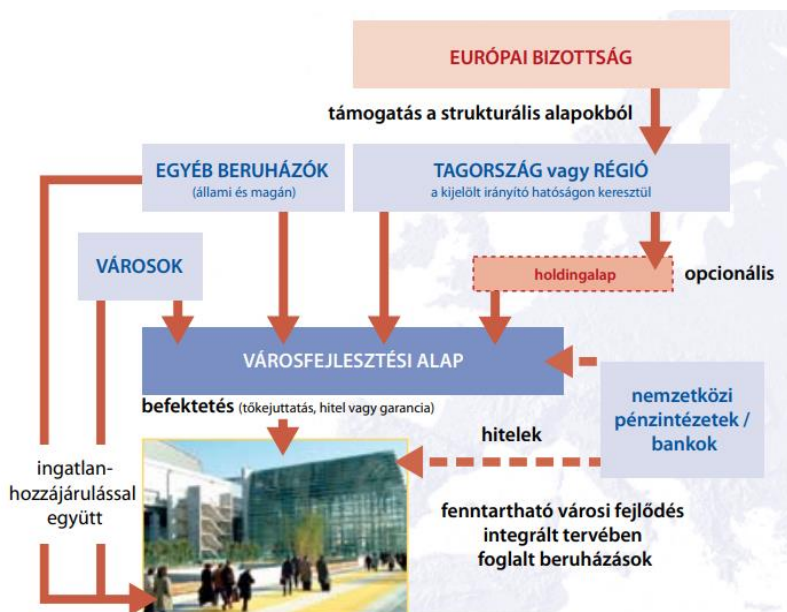 EURÓPAI BIZOTTSÁG
támogatás a strukturális alapokból
EGYÉB BERUHÁZÓK
(állami és magán)
TAGORSZÁG vagy RÉGIÓ
a kijelölt irányító hatóságon keresztül
VÁROSOK
holdingalap
opcionális
VÁROSFEJLESZTÉSI ALAP
befektetés (tőkejuttatás, hitel vagy garancia)
nemzetközi
pénzintézetek /
bankok
hitelek
ingatlan-
hozzájárulással
együtt
fenntartható városi fejlődés
integrált tervében
foglalt beruházások